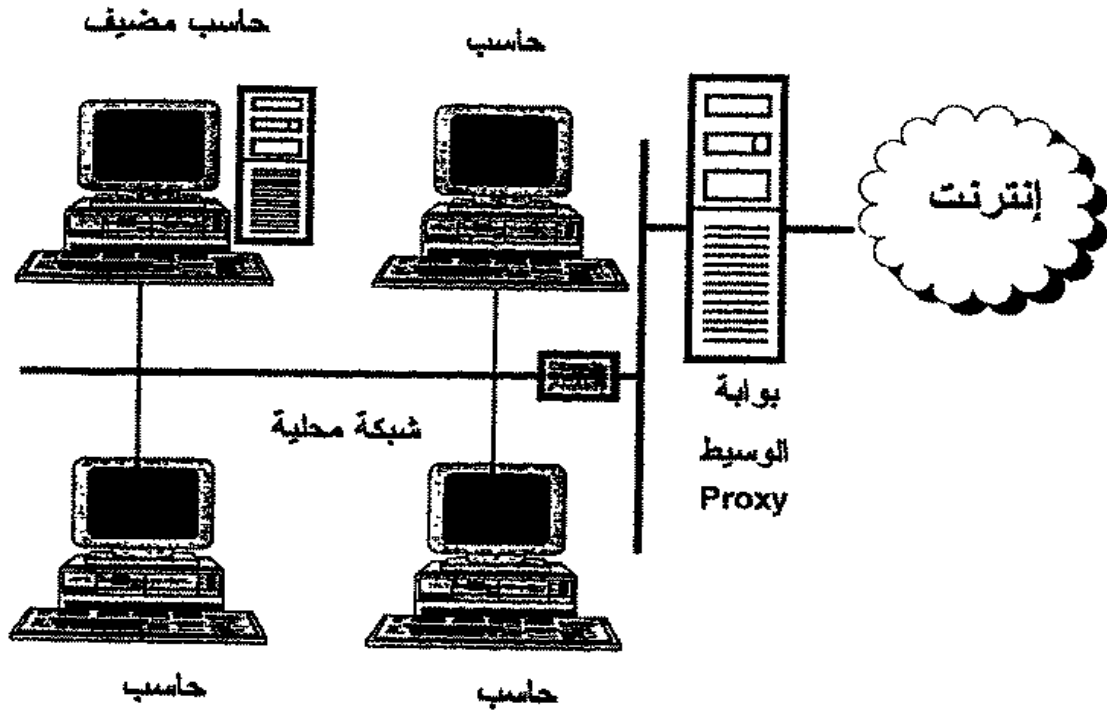 حاسب مضيف
حاسب
إنترنت
بوابة
الوسيط
Proxy
شبكة محلية
حاسب
حاسب